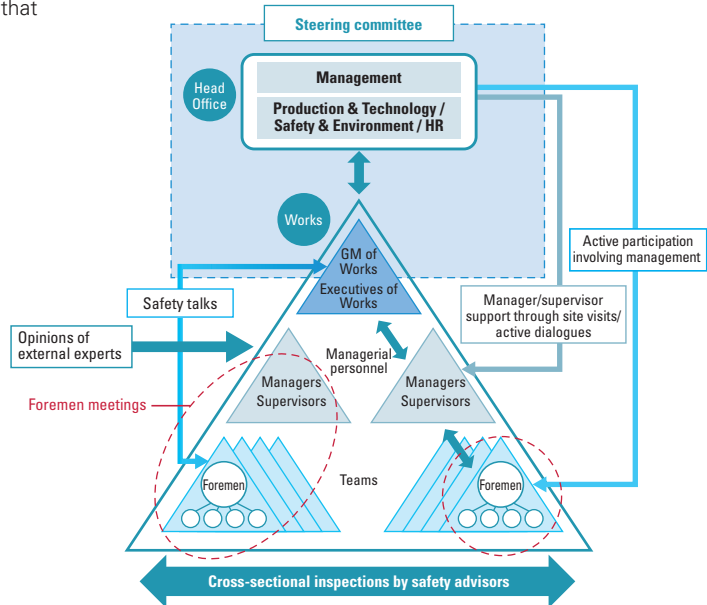 that
Steering committee
Head
Office
Management
Production & Technology /
Safety & Environment / HR
Works
GM of
Works
Executives of
Works
Active participation
involving management
Safety talks
Manager/supervisor
support through site visits/
active dialogues
Opinions of
external experts
Managerial
personnel
Managers
Supervisors
Managers
Supervisors
Foremen meetings
Teams
Foremen
Foremen
Cross-sectional inspections by safety advisors